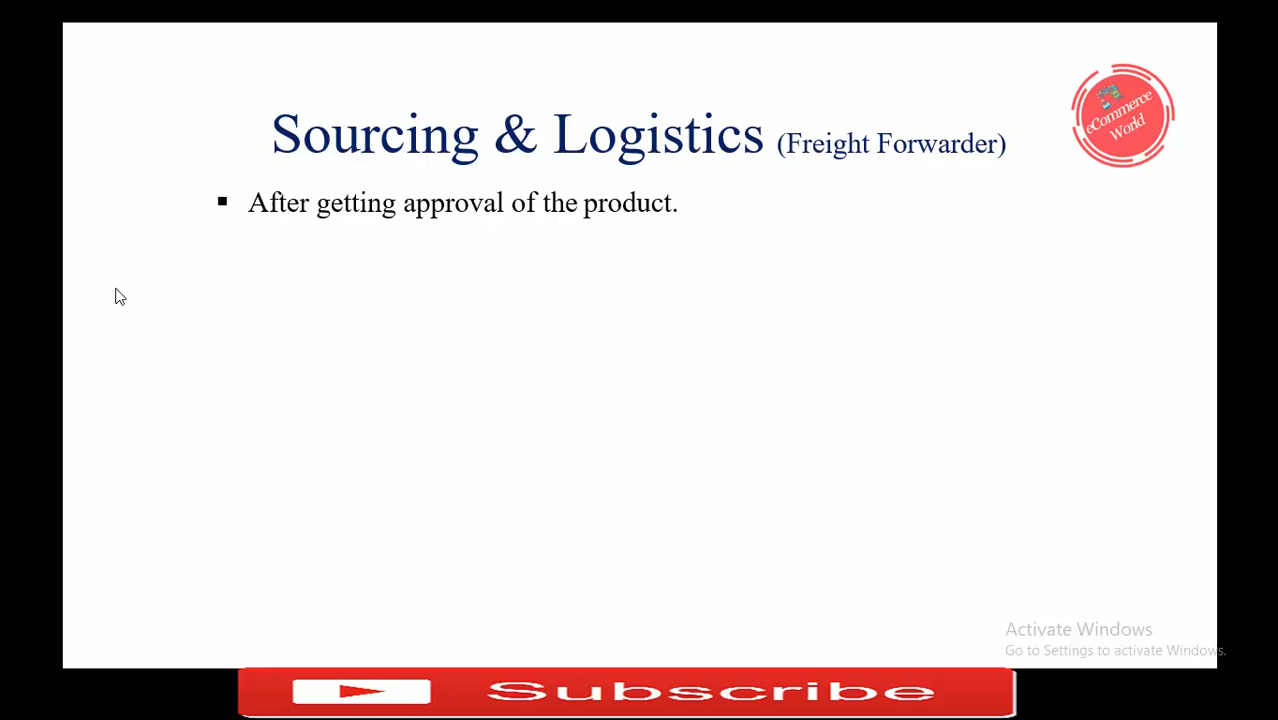 Sourcing & Logistics (Freight Forwarder)
eCommerce
World
▪ After getting approval of the product.
Activate Windows
Go to Settings to activate Windows.
Subscribe